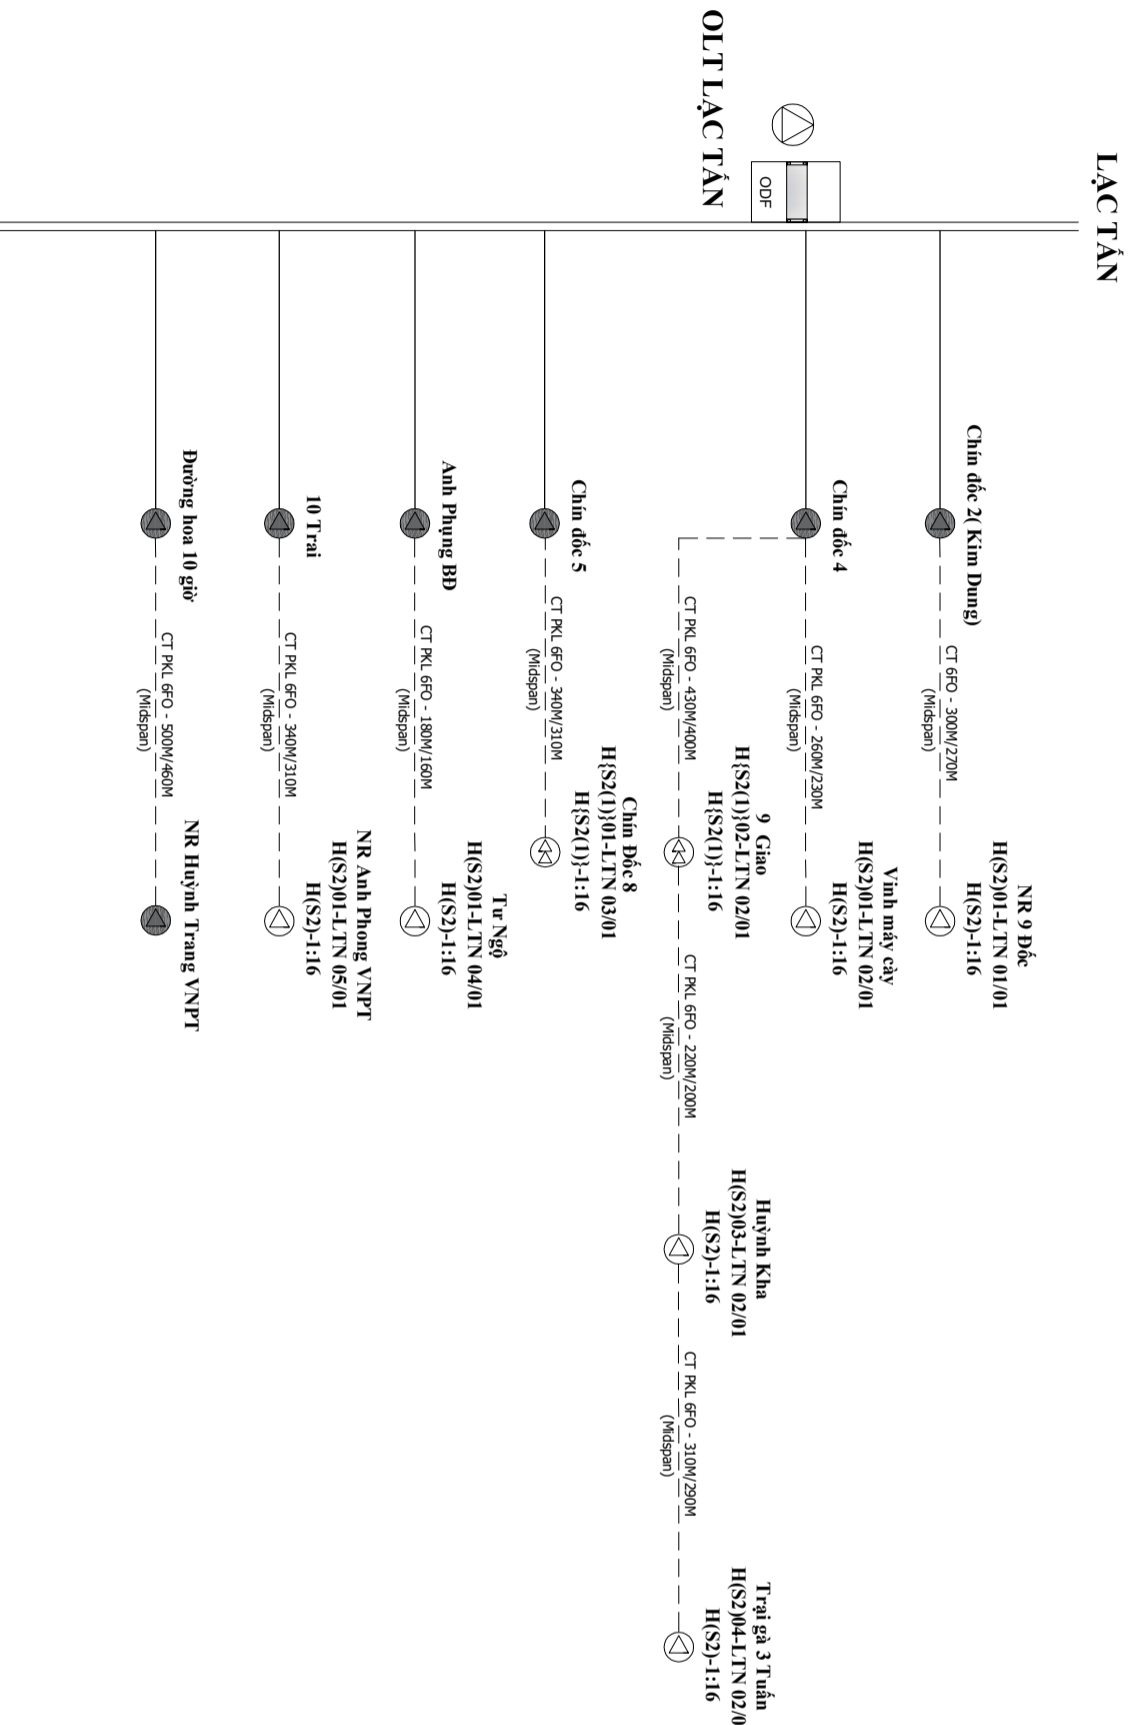 LẠC TẤN
OLT LẠC TẤN
ODF
Chín đốc 2( Kim Dung)
CT 6FO - 300M/270M
(Midspan)
NR 9 Đốc
H(S2)01-LTN 01/01
H(S2)-1:16
Chín đốc 4
CT PKL 6FO - 260M/230M
(Midspan)
Vinh máy cày
H(S2)01-LTN 02/01
H(S2)-1:16
CT PKL 6FO - 430M/400M
(Midspan)
9 Giao
H{S2(1)}02-LTN 02/01
H{S2(1)}-1:16
CT PKL 6FO - 220M/200M
(Midspan)
Huỳnh Kha
H(S2)03-LTN 02/01
H(S2)-1:16
CT PKL 6FO - 310M/290M
(Midspan)
Trại gà 3 Tuấn
H(S2)04-LTN 02/0
H(S2)-1:16
Chín đốc 5
CT PKL 6FO - 340M/310M
(Midspan)
Chín Đốc 8
H{S2(1)}01-LTN 03/01
H{S2(1)}-1:16
Anh Phụng BĐ
CT PKL 6FO - 180M/160M
(Midspan)
Tư Ngộ
H(S2)01-LTN 04/01
H(S2)-1:16
10 Trai
CT PKL 6FO - 340M/310M
(Midspan)
NR Anh Phong VNPT
H(S2)01-LTN 05/01
H(S2)-1:16
Đường hoa 10 giờ
CT PKL 6FO - 500M/460M
(Midspan)
NR Huỳnh Trang VNPT